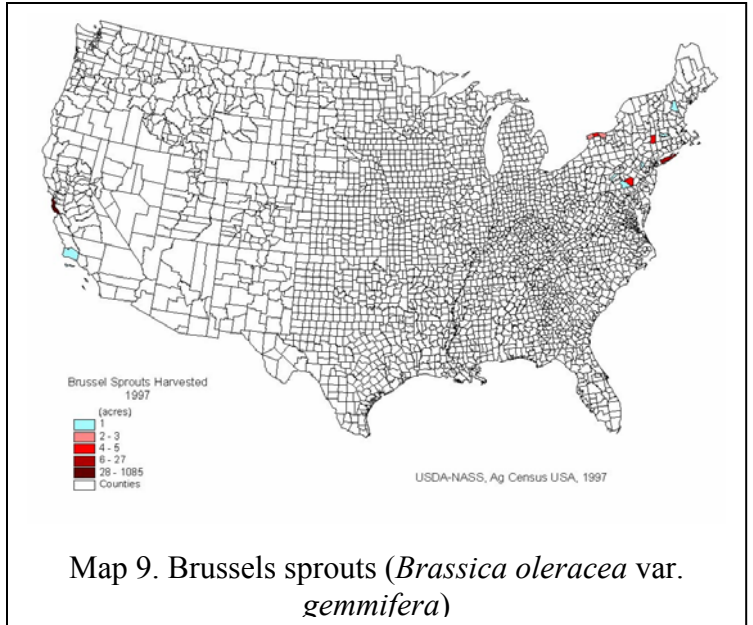 Brussel Sprouts Harvested
1997
(acres)
1
2 - 3
4 - 5
6 - 27
28 - 1085
Counties
USDA-NASS, Ag Census USA, 1997
Map 9. Brussels sprouts (Brassica oleracea var.
gemmifera)